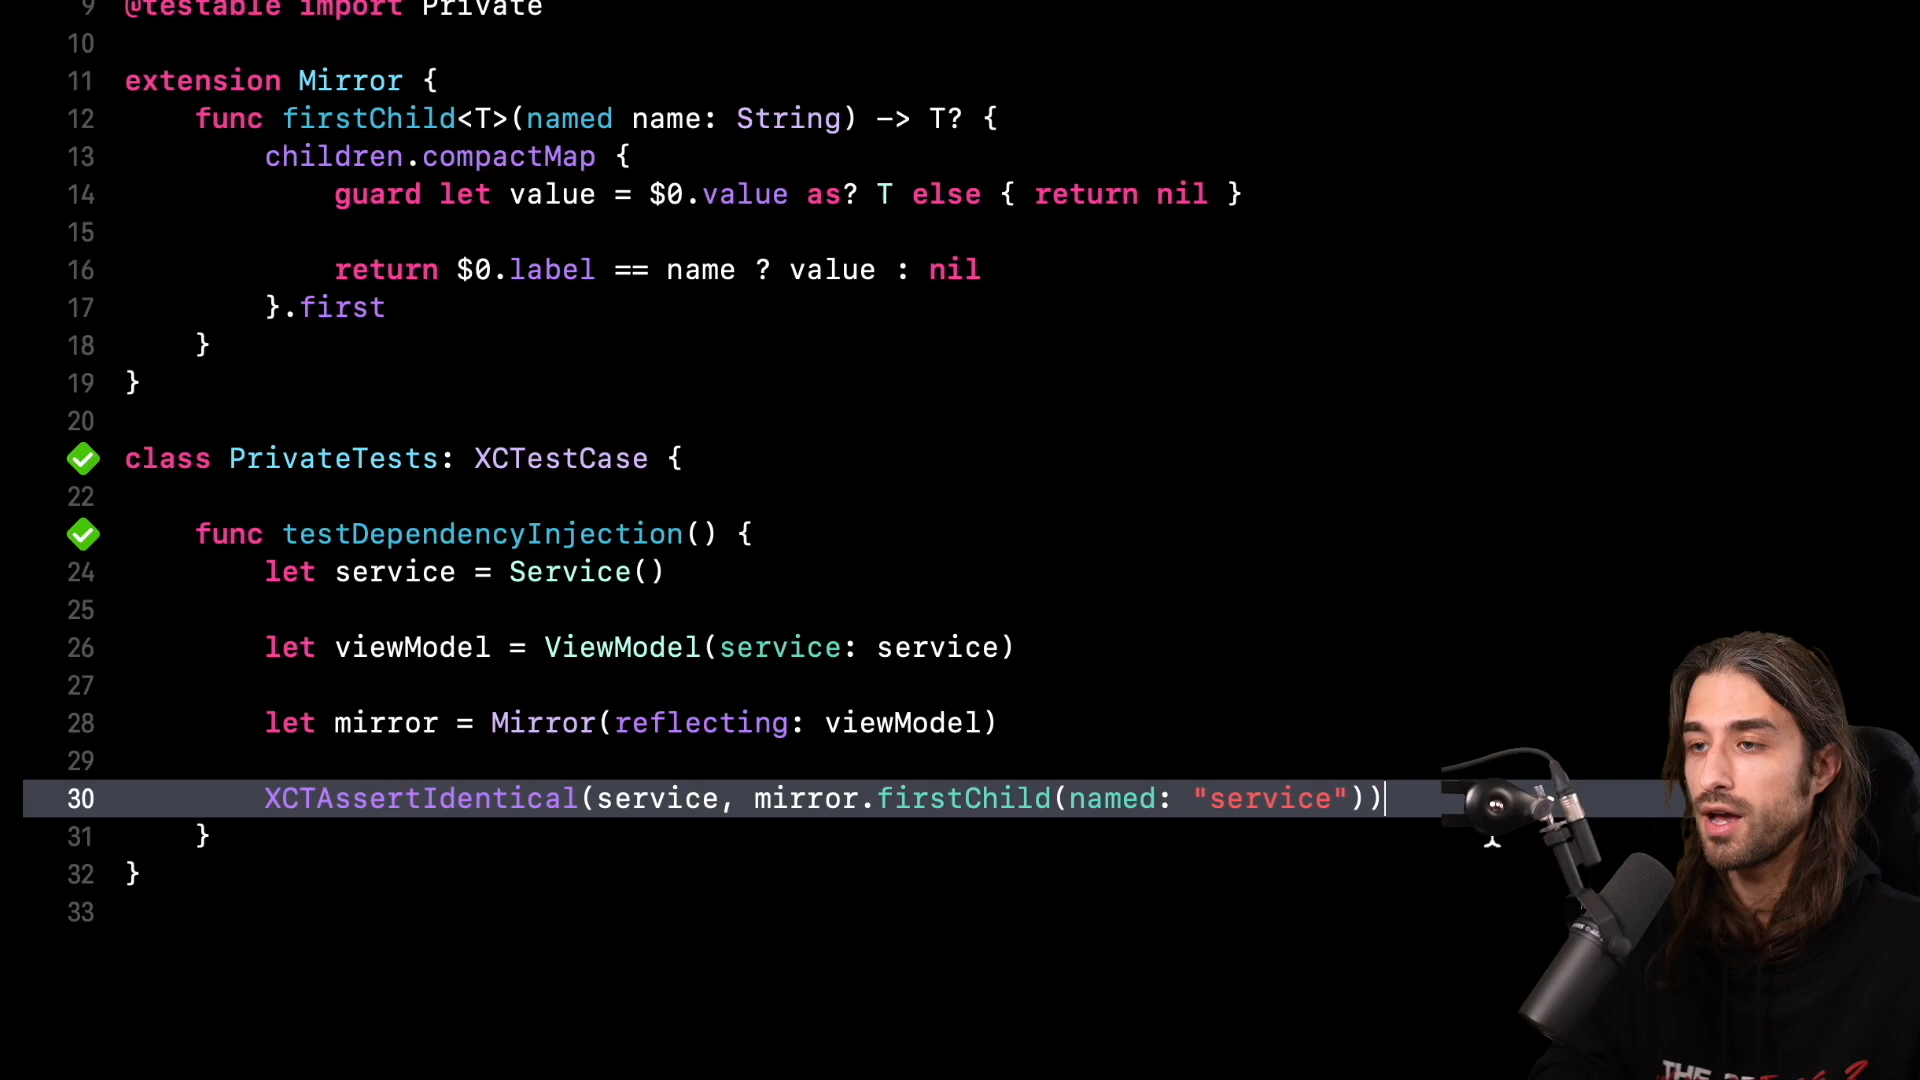 9 @testable import Private
10
11 extension Mirror {
12 func firstChild<T>(named name: String) -> T? {
13 children.compactMap {
14 guard let value = $0.value as? T else { return nil }
15
16 return $0.label == name ? value : nil
17 }.first
18 }
19 }
20
class PrivateTests: XCTestCase {
22
func testDependencyInjection() {
24 let service = Service()
25
26 let viewModel = ViewModel(service: service)
27
28 let mirror = Mirror(reflecting: viewModel)
29
30 XCTAssertIdentical(service, mirror.firstChild(named: "service"))
31 }
32 }
33
THE